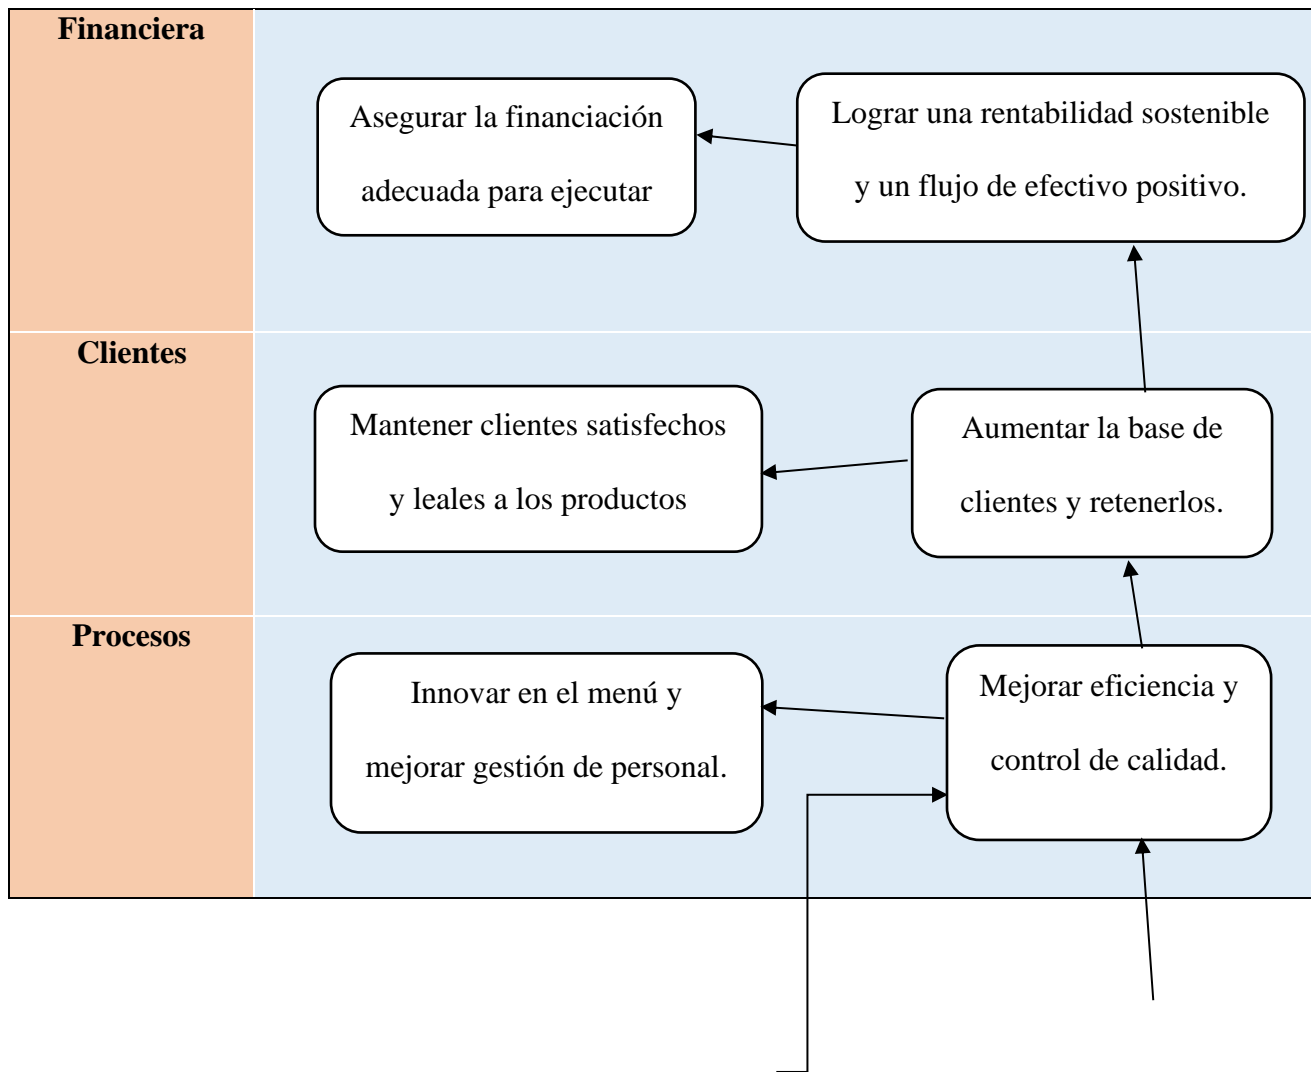 Financiera
Asegurar la financiación
adecuada para ejecutar
Lograr una rentabilidad sostenible
y un flujo de efectivo positivo.
Clientes
Mantener clientes satisfechos
y leales a los productos
Aumentar la base de
clientes y retenerlos.
Procesos
Innovar en el menú y
mejorar gestión de personal.
Mejorar eficiencia y
control de calidad.